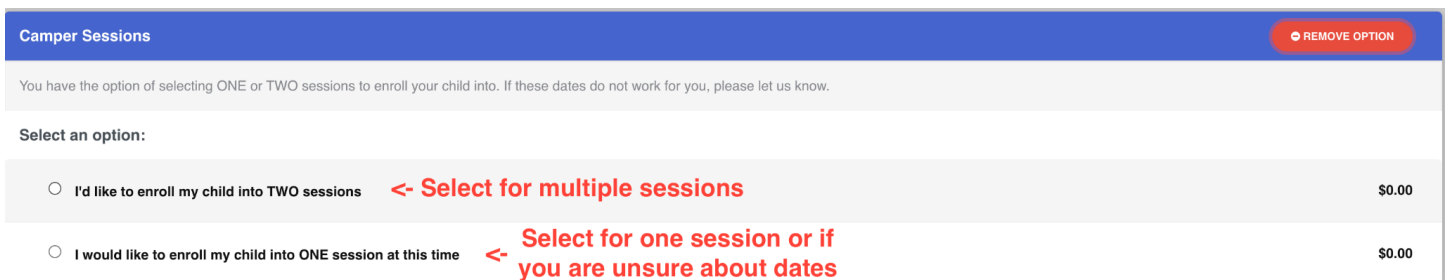 Camper Sessions
REMOVE OPTION
You have the option of selecting ONE or TWO sessions to enroll your child into. If these dates do not work for you, please let us know.
Select an option:
I'd like to enroll my child into TWO sessions <- Select for multiple sessions $0.00
I would like to enroll my child into ONE session at this time <- Select for one session or if
you are unsure about dates $0.00